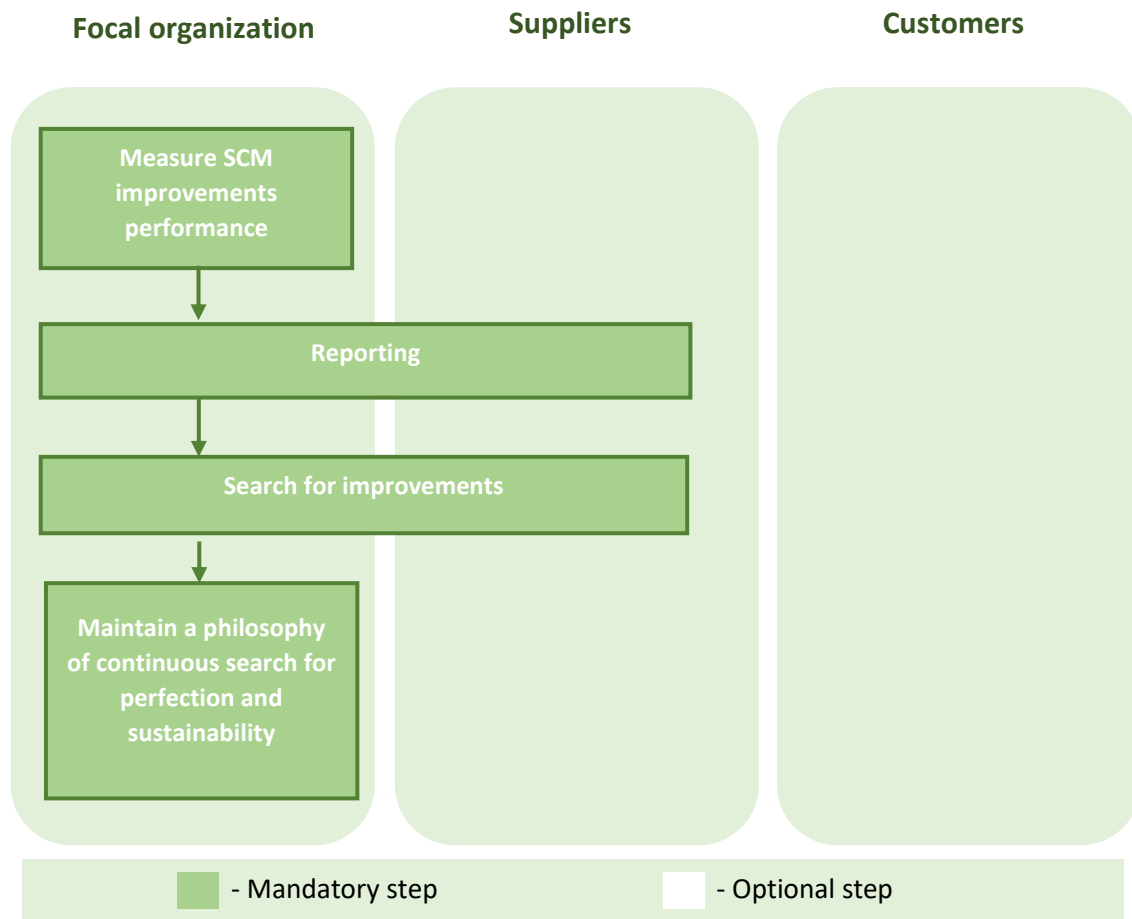 Focal organization
Suppliers
Customers
Measure SCM
improvements
performance
Reporting
Search for improvements
Maintain a philosophy
of continuous search for
perfection and
sustainability
- Mandatory step
- Optional step